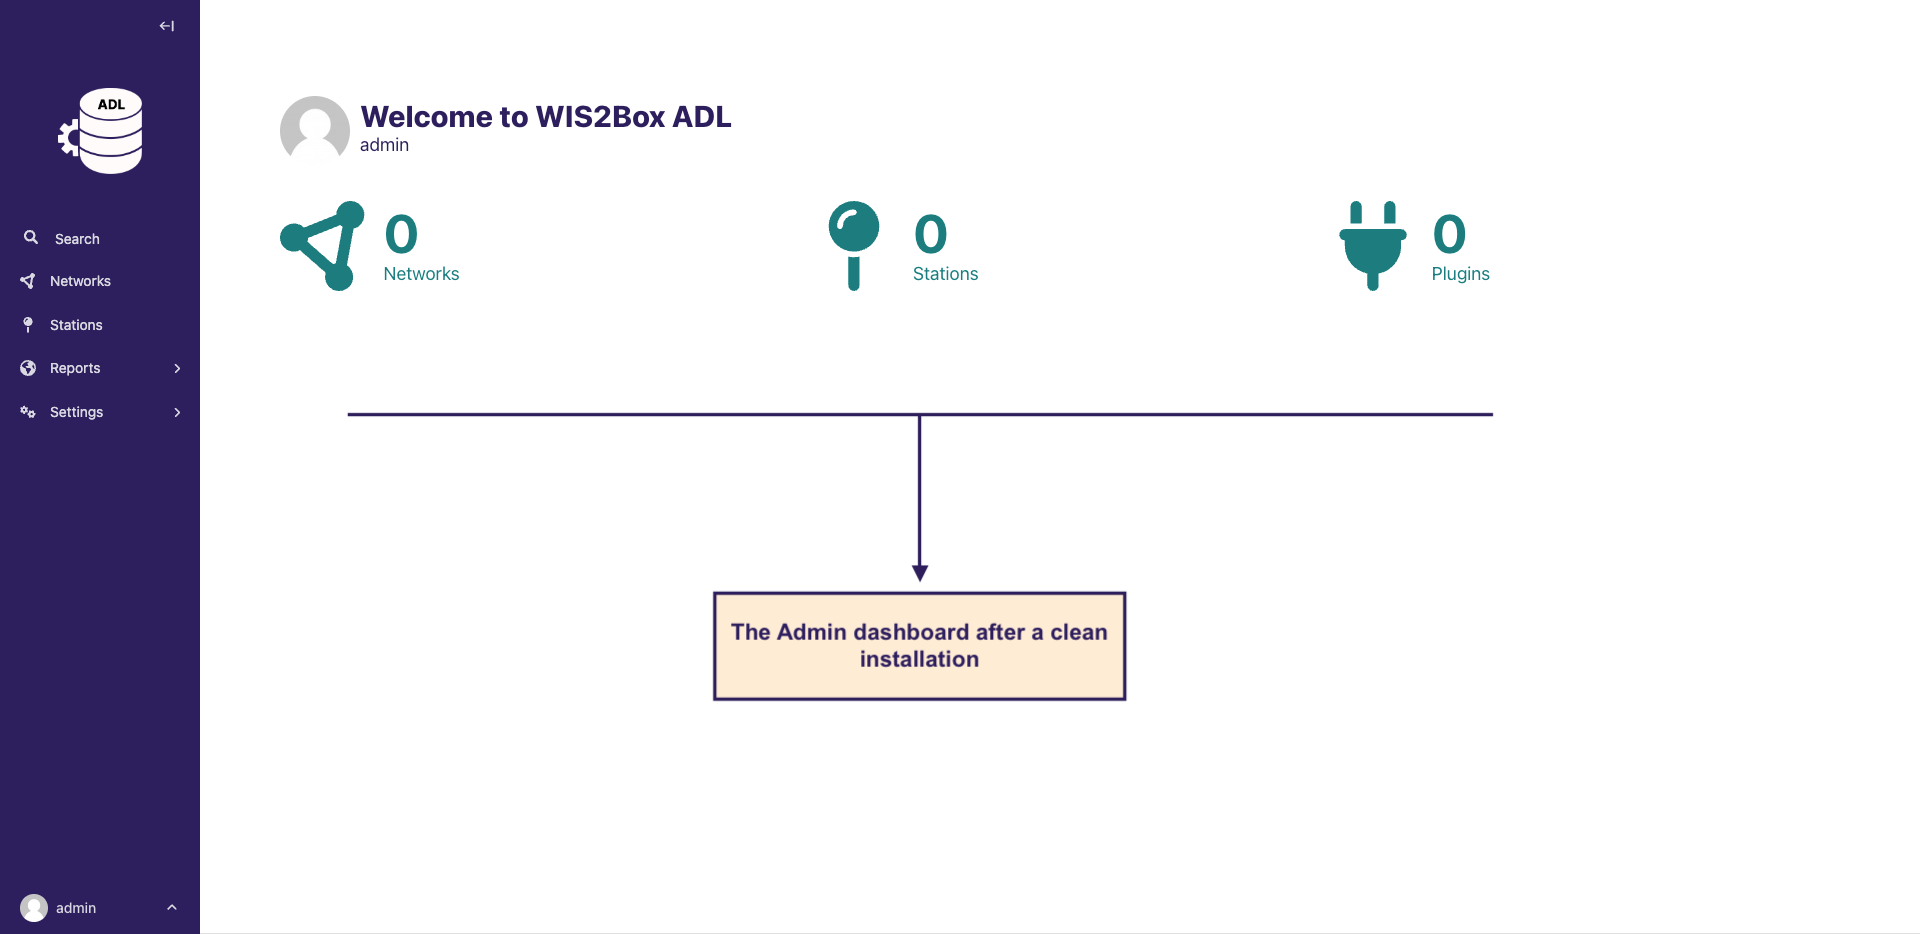 ADL
Search
Networks
Stations
Reports
Settings
admin
Welcome to WIS2Box ADL
admin
0
Networks
0
Stations
0
Plugins
The Admin dashboard after a clean
installation